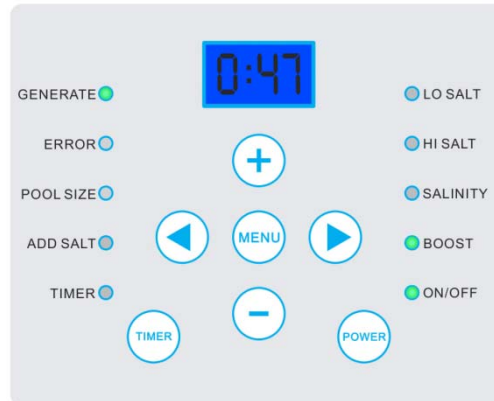 0:47
GENERATE
LO SALT
ERROR
HI SALT
POOL SIZE
SALINITY
ADD SALT
MENU
BOOST
TIMER
ON/OFF
TIMER
POWER